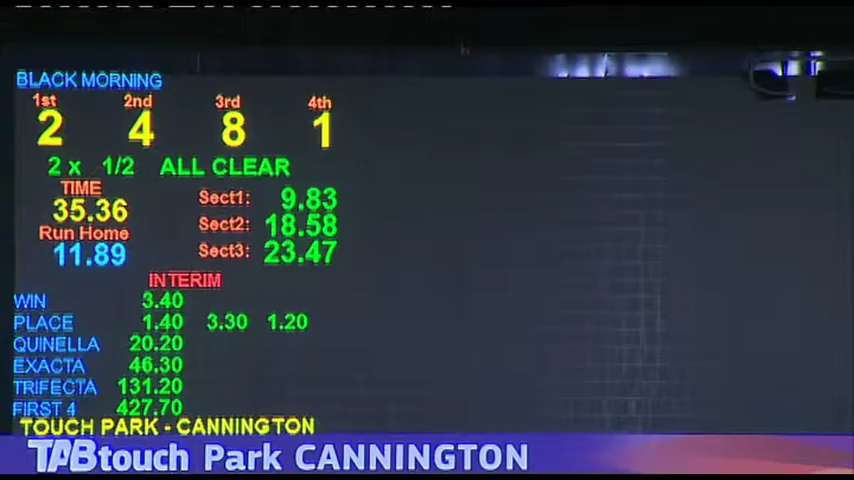 BLACK MORNING
1st 2nd 3rd 4th
2 4 8 1
2 x 1/2 ALL CLEAR
TIME
35.36
Run Home
11.89
Sect1: 9.83
Sect2: 18.58
Sect3: 23.47
INTERIM
WIN 3.40
PLACE 1.40 3.30 1.20
QUINELLA 20.20
EXACTA 46.30
TRIFECTA 131.20
FIRST 4 427.70
TOUCH PARK - CANNINGTON
TABtouch Park CANNINGTON